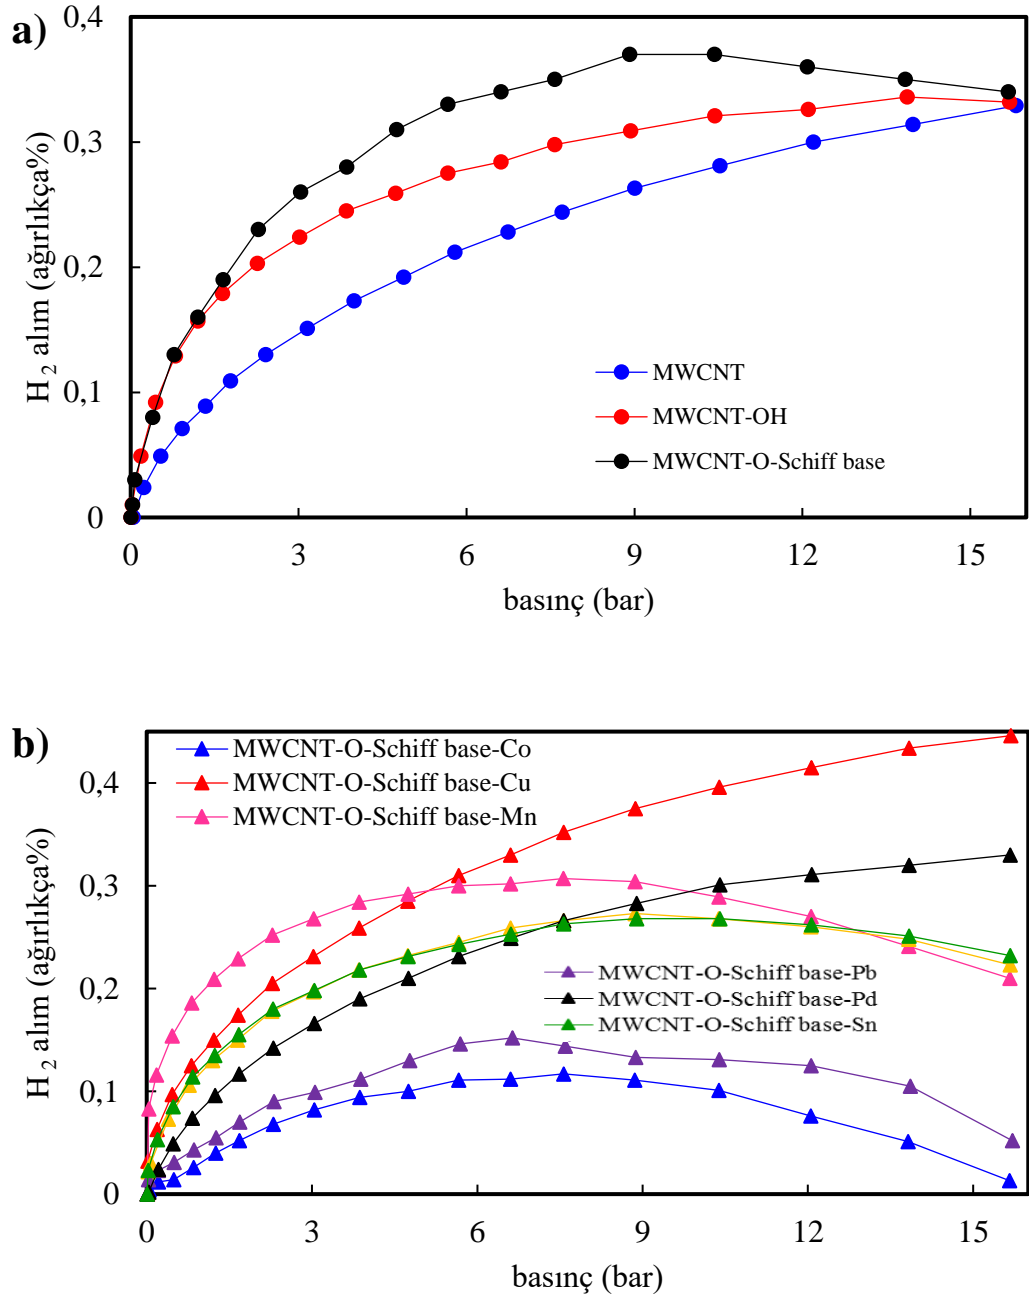 a)
0,4
0,3
0,2
0,1
0
H2 alım (ağırlıkça%)
MWCNT
MWCNT-OH
MWCNT-O-Schiff base
0 3 6 9 12 15
basınç (bar)
b)
MWCNT-O-Schiff base-Co
MWCNT-O-Schiff base-Cu
MWCNT-O-Schiff base-Mn
0,4
0,3
0,2
0,1
0
H2 alım (ağırlıkça%)
MWCNT-O-Schiff base-Pb
MWCNT-O-Schiff base-Pd
MWCNT-O-Schiff base-Sn
0 3 6 9 12 15
basınç (bar)